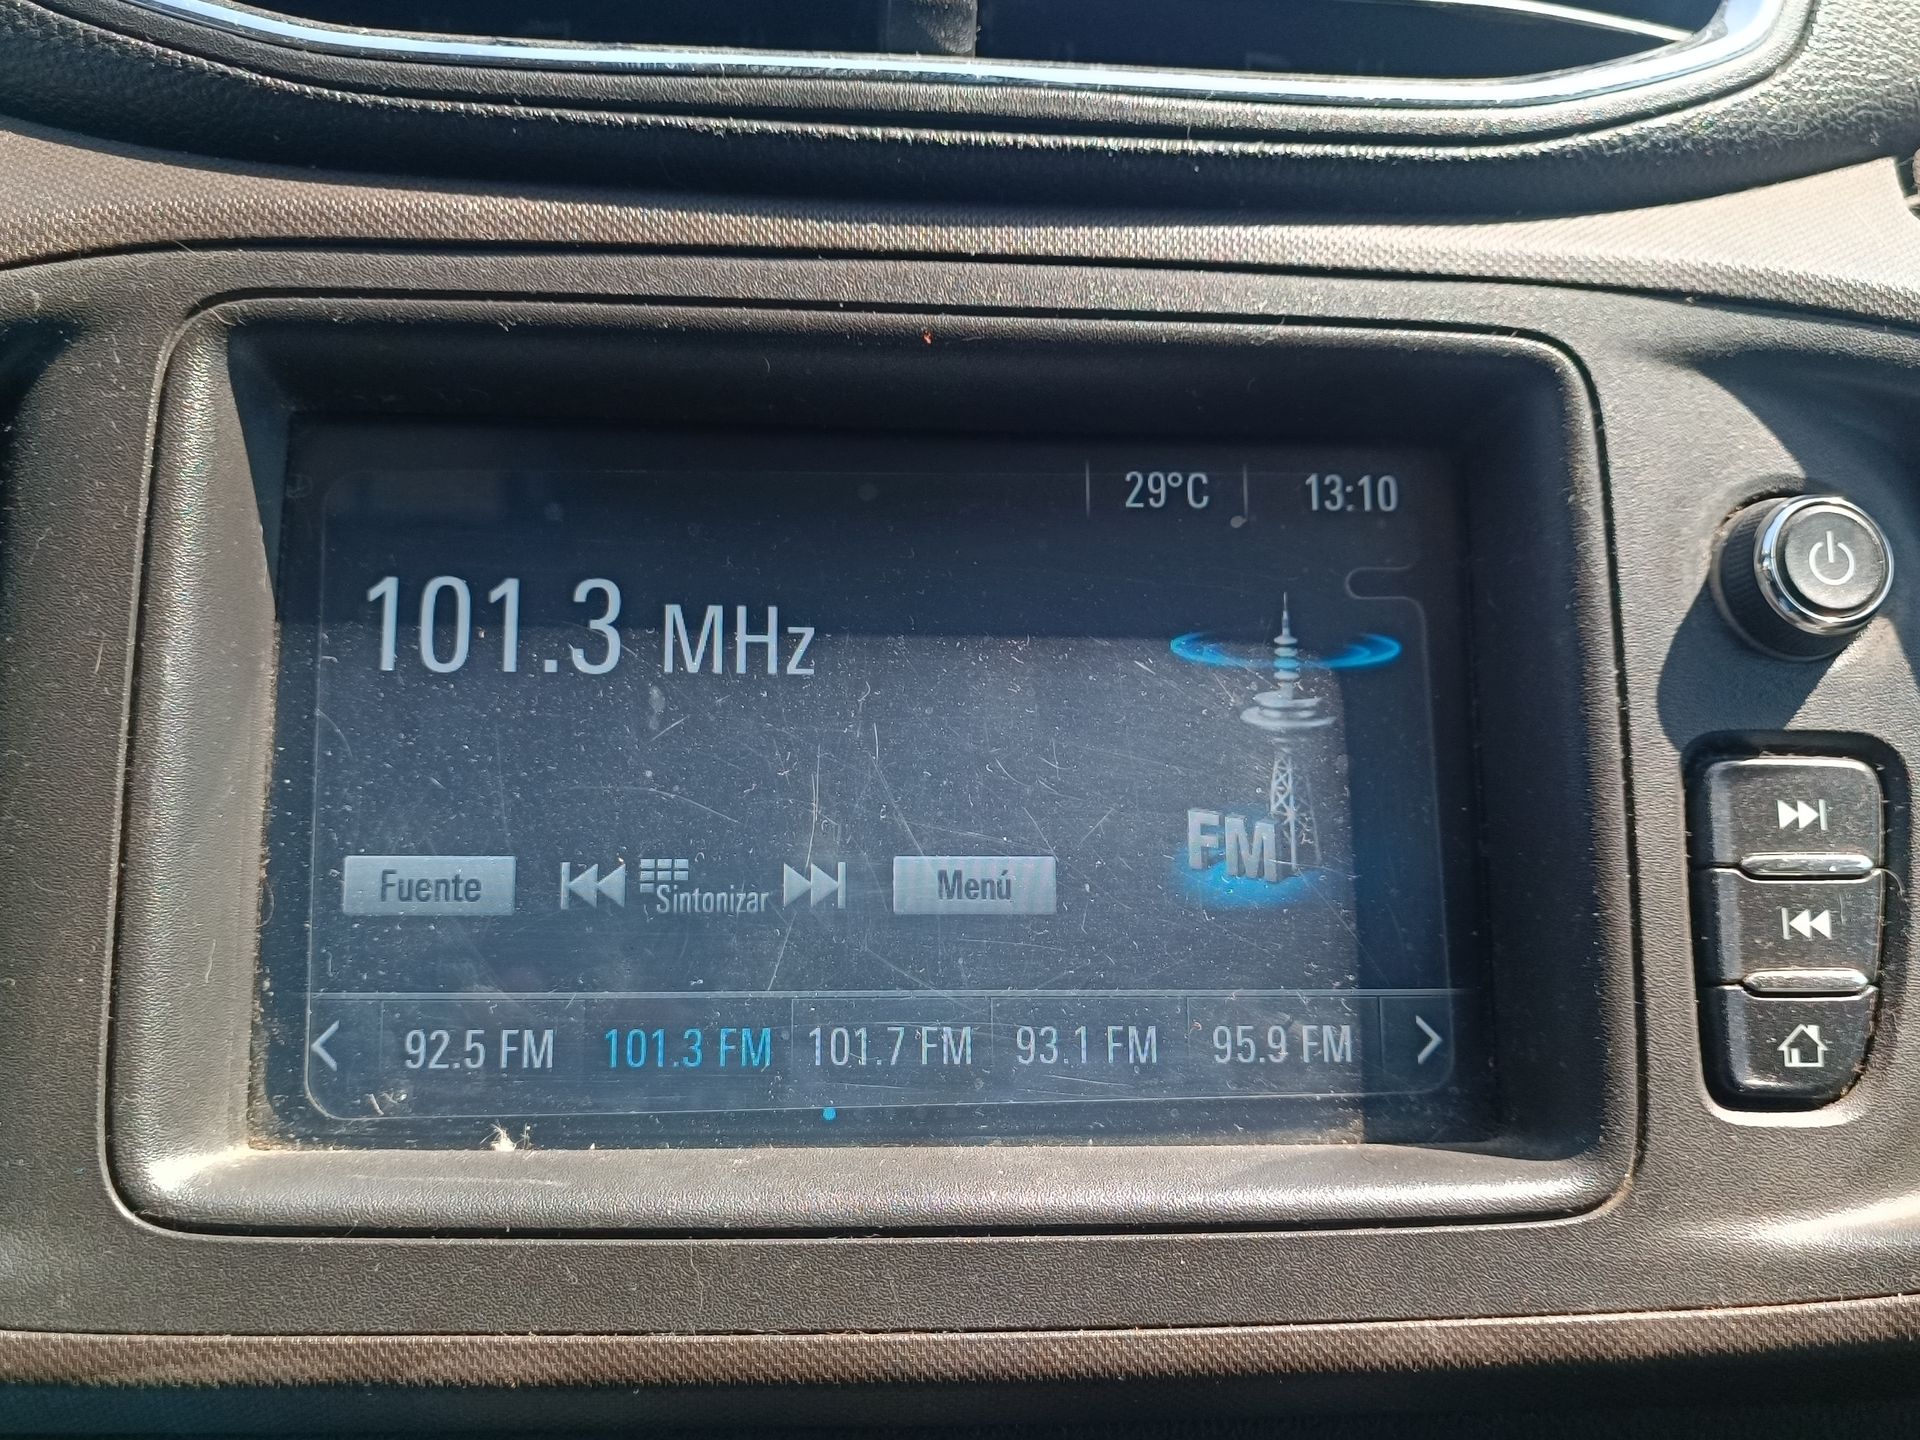 29°C 13:10
101.3 MHz
FM
Fuente Sintonizar Menú
92.5 FM 101.3 FM 101.7 FM 93.1 FM 95.9 FM